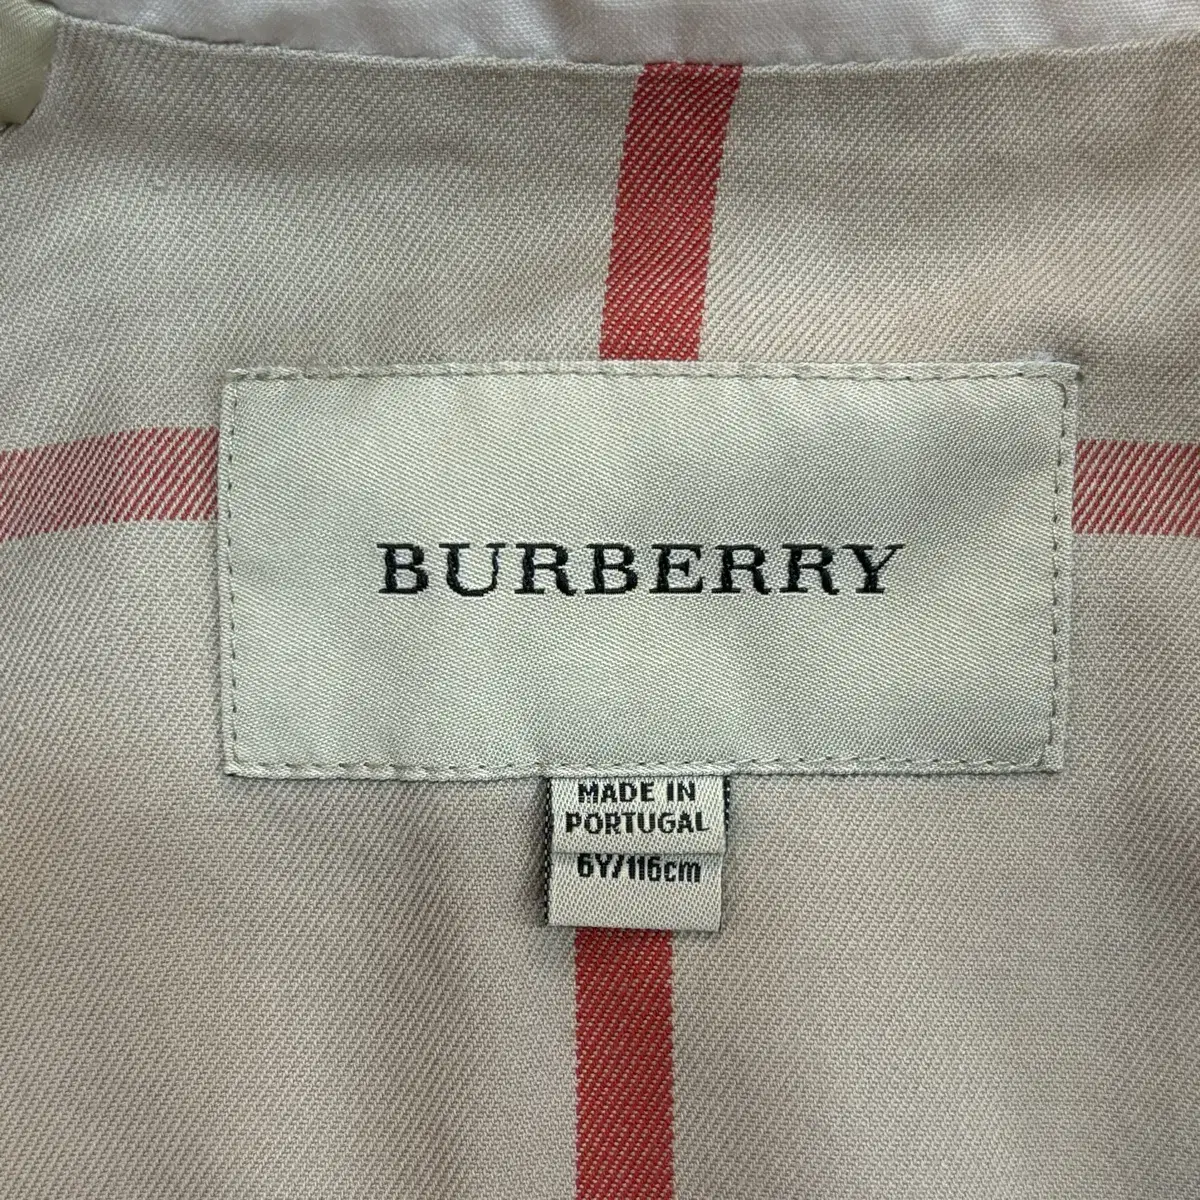 BURBERRY
MADE IN
PORTUGAL
6Y/116cm